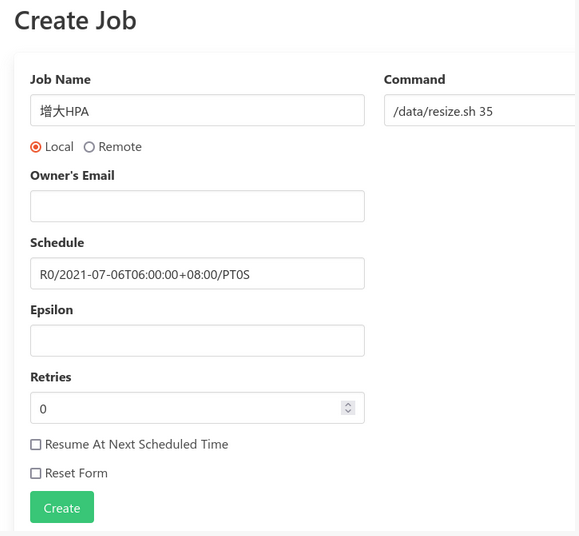 Create Job
Job Name
Command
增大HPA
/data/resize.sh 35
Local
Remote
Owner's Email
Schedule
R0/2021-07-06T06:00:00+08:00/PT0S
Epsilon
Retries
0
Resume At Next Scheduled Time
Reset Form
Create